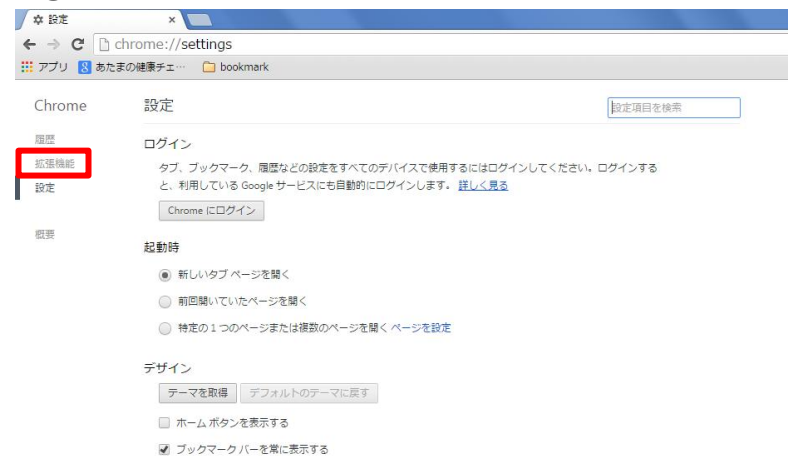 設定
chrome://settings
アプリ
8 あたまの健康チェ…
bookmark
Chrome
履歴
拡張機能
設定
概要
設定
設定項目を検索
ログイン
タブ、ブックマーク、履歴などの設定をすべてのデバイスで使用するにはログインしてください。ログインする
と、利用している Google サービスにも自動的にログインします。 詳しく見る
Chrome にログイン
起動時
新しいタブ ページを開く
前回開いていたページを開く
特定の 1 つのページまたは複数のページを開く ページを設定
デザイン
テーマを取得 デフォルトのテーマに戻す
ホーム ボタンを表示する
ブックマーク バーを常に表示する